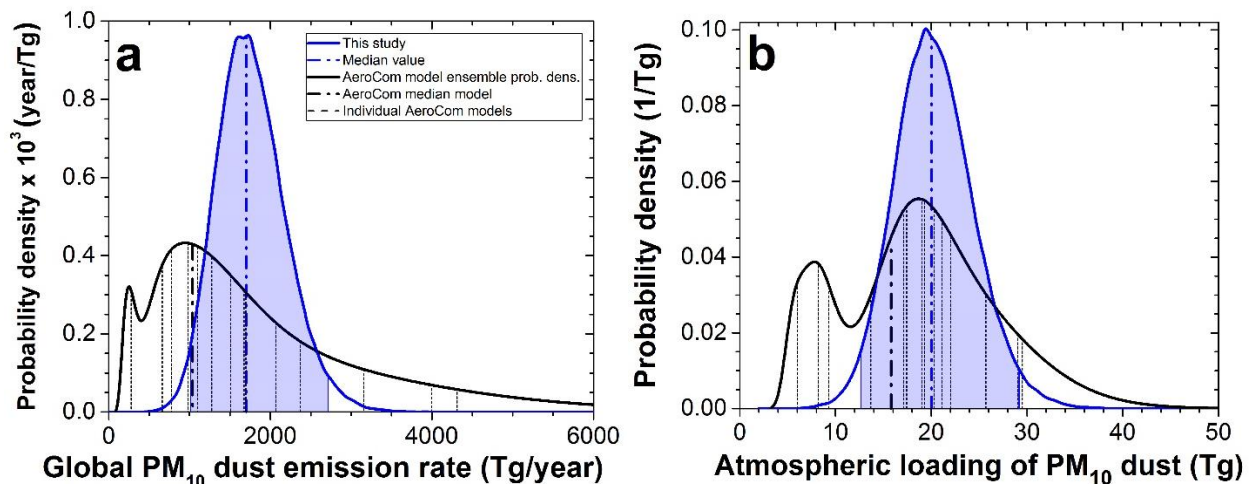 a
Probability density x 10³ (year/Tg)
1.0
0.8
0.6
0.4
0.2
0.0
This study
Median value
AeroCom model ensemble prob. dens.
AeroCom median model
Individual AeroCom models
0
2000
4000
6000
Global PM₁₀ dust emission rate (Tg/year)
b
Probability density (1/Tg)
0.10
0.08
0.06
0.04
0.02
0.00
0
10
20
30
40
50
Atmospheric loading of PM₁₀ dust (Tg)